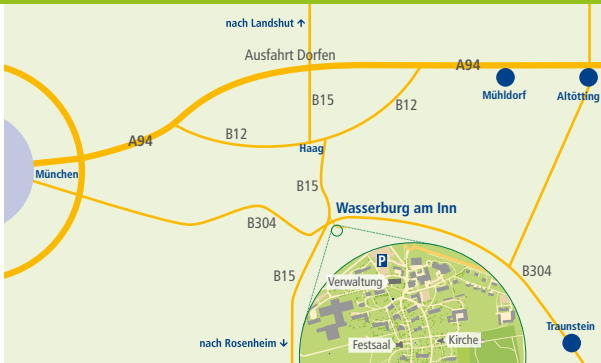 nach Landshut ↑
Ausfahrt Dorfen
A94
B15
B12
Mühldorf
Altötting
A94
B12
Haag
München
B15
Wasserburg am Inn
B304
P
B304
B15
Verwaltung
Traunstein
nach Rosenheim ↓
Festsaal
Kirche